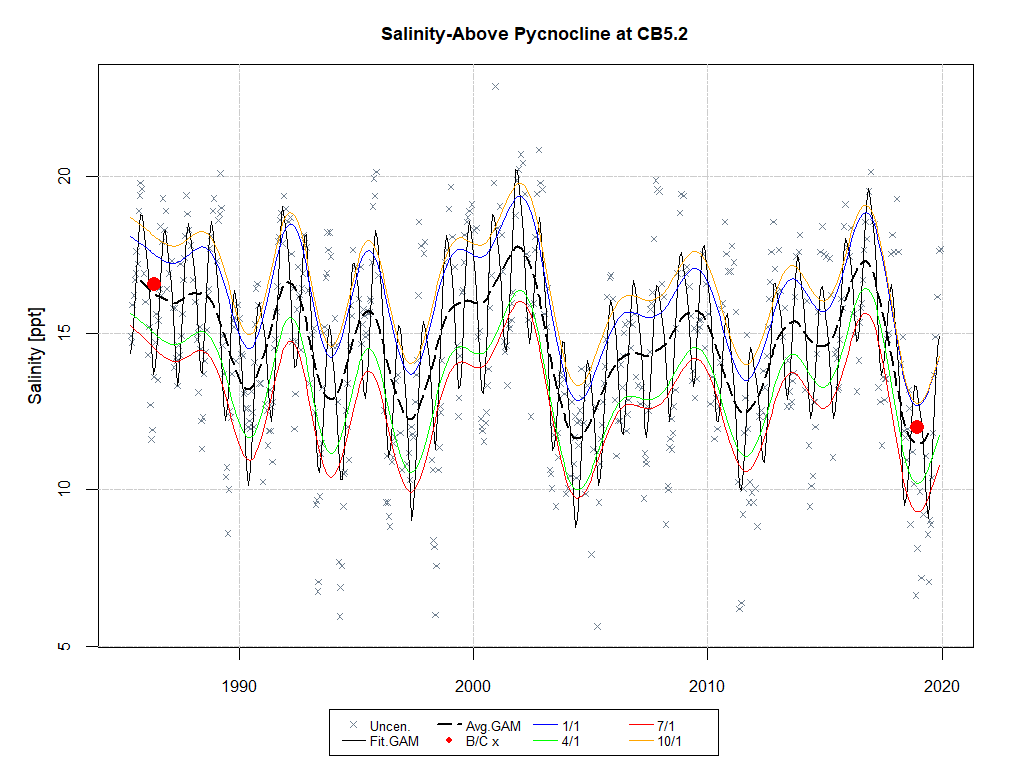 Salinity-Above Pycnocline at CB5.2
20
15
10
5
Salinity [ppt]
1990 2000 2010 2020
Uncen. Avg.GAM 1/1 7/1
Fit.GAM B/C x 4/1 10/1